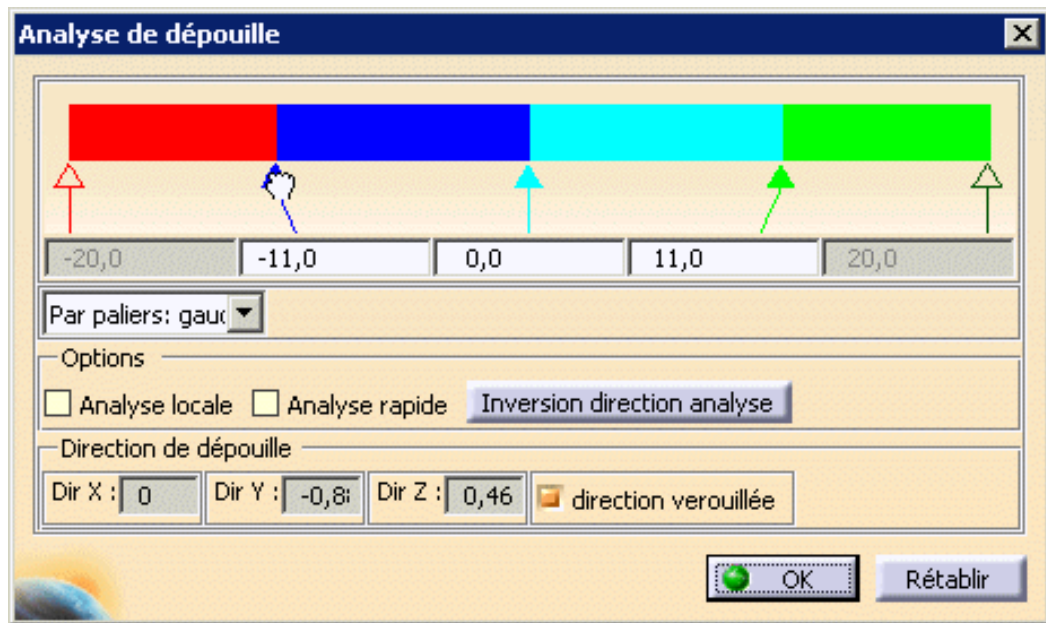 Analyse de dépouille
-20,0 -11,0 0,0 11,0 20,0
Par paliers: gauc
Options
Analyse locale Analyse rapide Inversion direction analyse
Direction de dépouille
Dir X : 0 Dir Y : -0,8 Dir Z : 0,46 direction verouillée
OK Rétablir